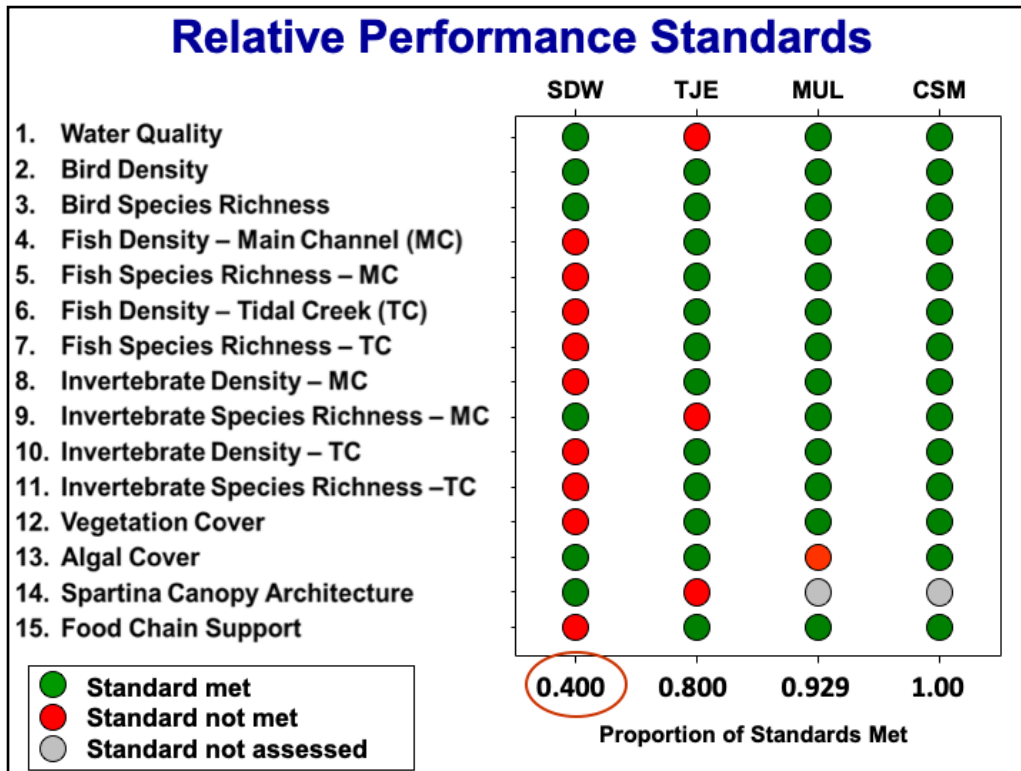 Relative Performance Standards
SDW TJE MUL CSM
1. Water Quality
2. Bird Density
3. Bird Species Richness
4. Fish Density – Main Channel (MC)
5. Fish Species Richness – MC
6. Fish Density – Tidal Creek (TC)
7. Fish Species Richness – TC
8. Invertebrate Density – MC
9. Invertebrate Species Richness – MC
10. Invertebrate Density – TC
11. Invertebrate Species Richness –TC
12. Vegetation Cover
13. Algal Cover
14. Spartina Canopy Architecture
15. Food Chain Support
0.400 0.800 0.929 1.00
Proportion of Standards Met
Standard met
Standard not met
Standard not assessed